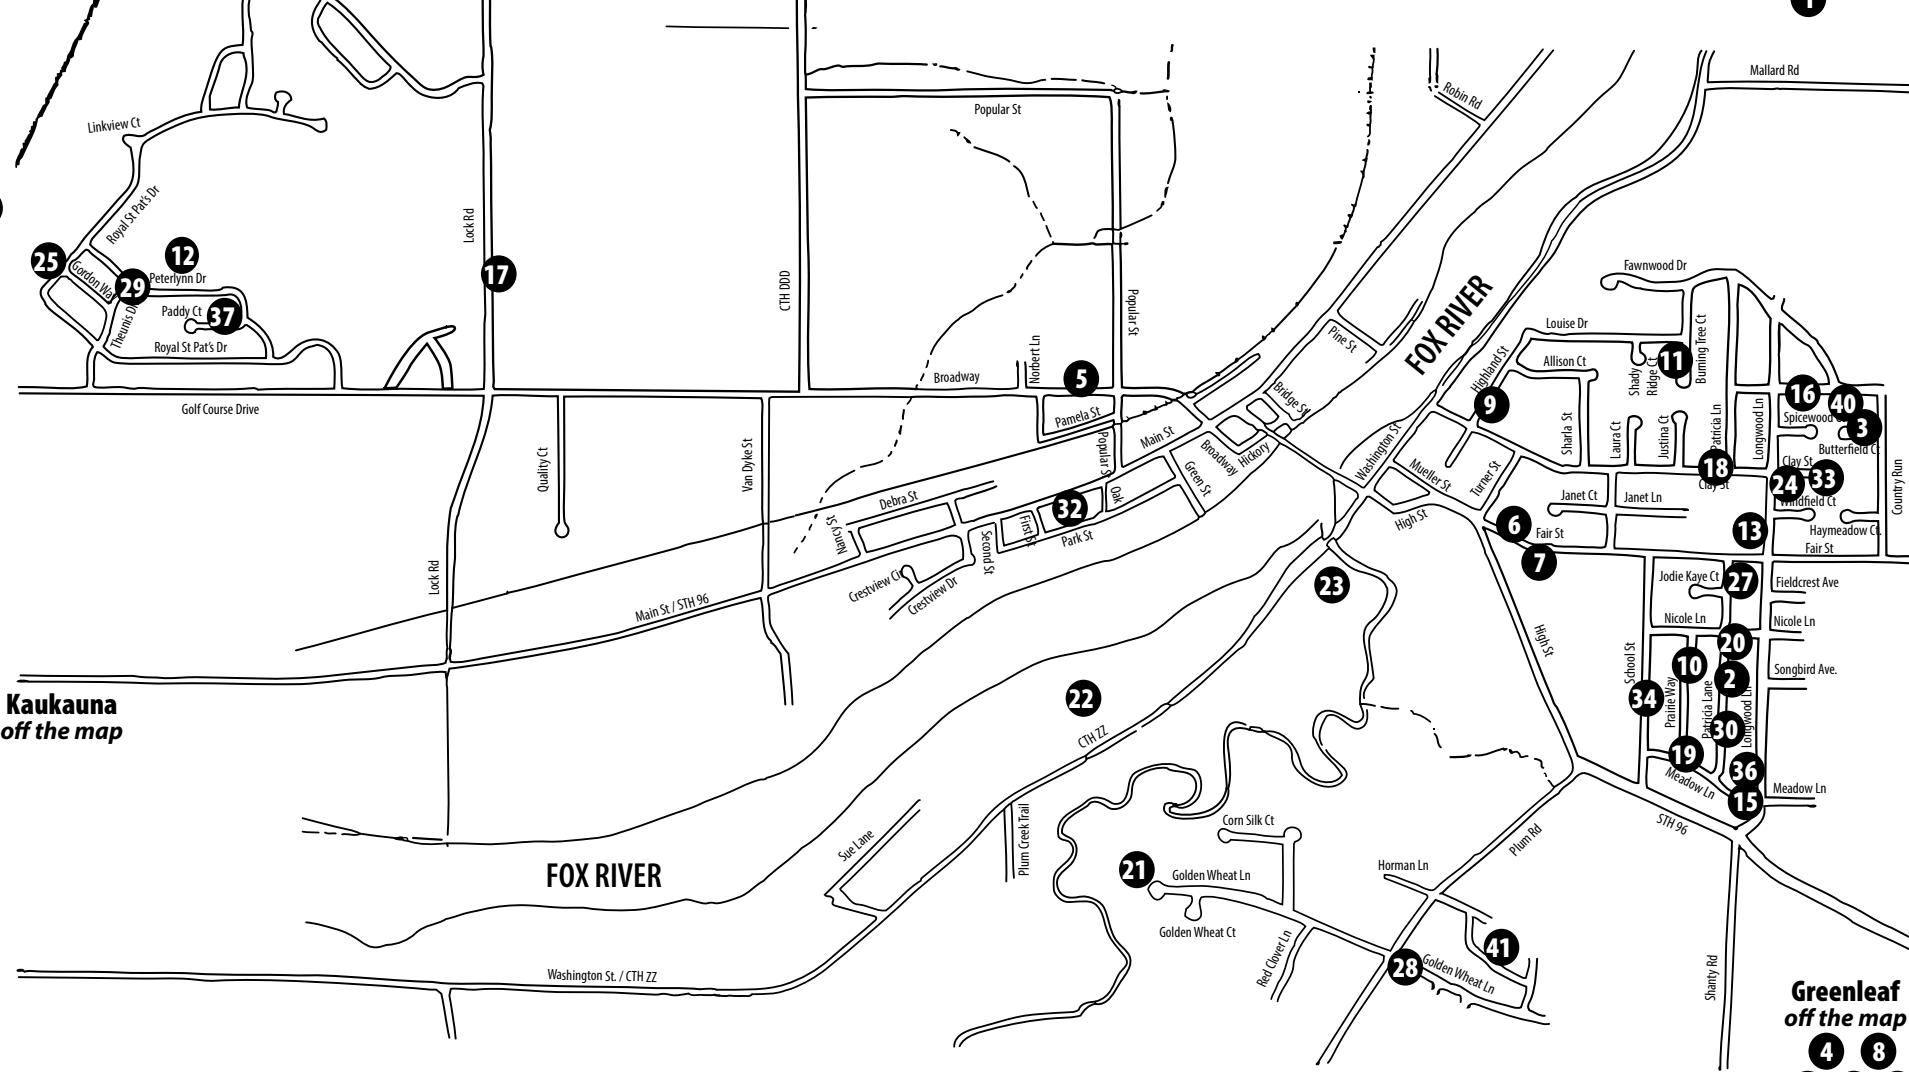 1
Mallard Rd
Robin Rd
Popular St
Linkview Ct
Royal St Pat's Dr
Lock Rd
12
25
Gordon Way
29
Peterlynn Dr
17
CTH DDD
Paddy Ct
37
Theunis Dr
Royal St Pat's Dr
Popular St
Pine St
FOX RIVER
Fawnwood Dr
Louise Dr
Highland St
Allison Ct
Shady
Ridge Ct
11
Burning Tree Ct
Norbert Ln
Broadway
5
Golf Course Drive
Bridge St
9
16
40
Spicewood
3
Butterfield Ct
Pamela St
Main St
Popular St
Broadway
Hickory
Washington St
Sharla St
Laura Ct
Justina Ct
Patricia Ln
Longwood Ln
Quality Ct
Van Dyke St
Green St
Mueller St
Turner St
18
Clay St
Clay St
24
33
Windfield Ct
Country Run
Debra St
Oak
32
Janet Ct
Janet Ln
Nancy St
First St
Second St
Park St
High St
6
Fair St
7
13
Haymeadow Ct.
Fair St
Lock Rd
Crestview Cir
Crestview Dr
23
Jodie Kaye Ct
27
Fieldcrest Ave
Main St / STH 96
Nicole Ln
Nicole Ln
High St
School St
20
10
2
Songbird Ave.
Kaukauna
off the map
22
CTH ZZ
34
Prairie Way
Patricia Lane
30
Longwood Ln
19
36
Meadow Ln
15
Meadow Ln
Plum Creek Trail
Corn Silk Ct
STH 96
Sue Lane
Plum Rd
FOX RIVER
21
Golden Wheat Ln
Horman Ln
Golden Wheat Ct
Red Clover Ln
28
41
Golden Wheat Ln
Shanty Rd
Washington St. / CTH ZZ
Greenleaf
off the map
4
8